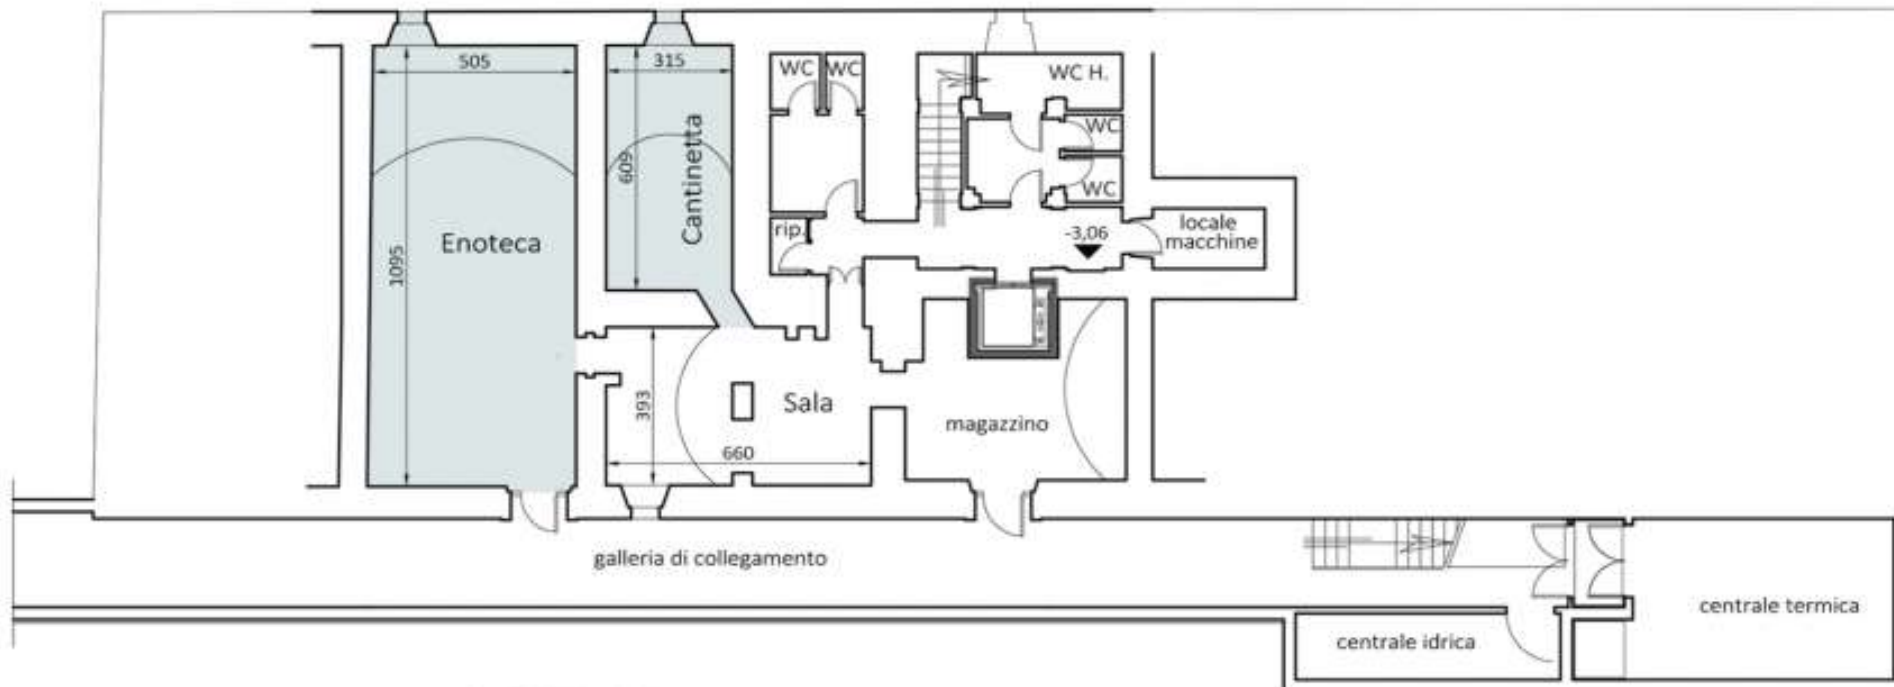 505
315
WC
WC
WC H.
WC
WC
1095
609
Cantinetta
Enoteca
rip.
-3,06
locale
macchine
393
Sala
660
magazzino
galleria di collegamento
centrale termica
centrale idrica